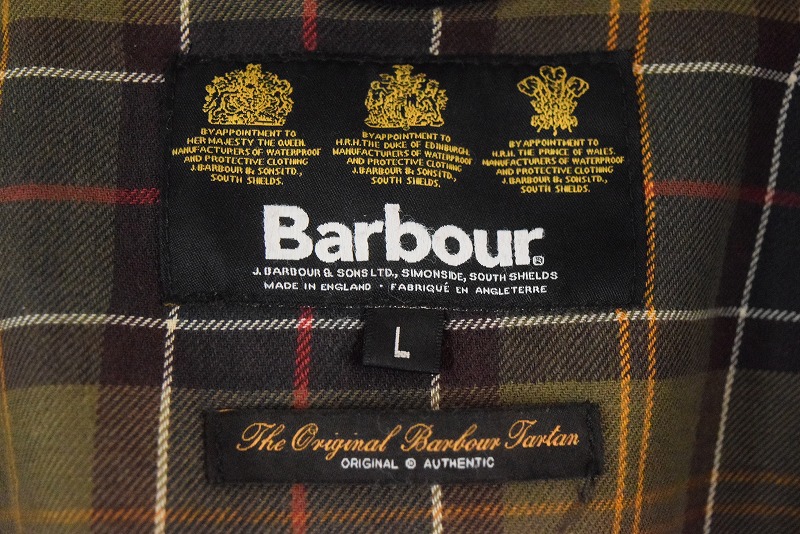 BY APPOINTMENT TO
HER MAJESTY THE QUEEN.
MANUFACTURERS OF WATERPROOF
AND PROTECTIVE CLOTHING
J. BARBOUR & SONS LTD.,
SOUTH SHIELDS.
BY APPOINTMENT TO
H.R.H. THE DUKE OF EDINBURGH.
MANUFACTURERS OF WATERPROOF
AND PROTECTIVE CLOTHING
J. BARBOUR & SONS LTD.,
SOUTH SHIELDS.
BY APPOINTMENT TO
H.R.H. THE PRINCE OF WALES.
MANUFACTURERS OF WATERPROOF
AND PROTECTIVE CLOTHING
J. BARBOUR & SONS LTD.,
SOUTH SHIELDS.
Barbour®
J. BARBOUR & SONS LTD., SIMONSIDE, SOUTH SHIELDS
MADE IN ENGLAND • FABRIQUÉ EN ANGLETERRE
L
The Original Barbour Tartan
ORIGINAL © AUTHENTIC